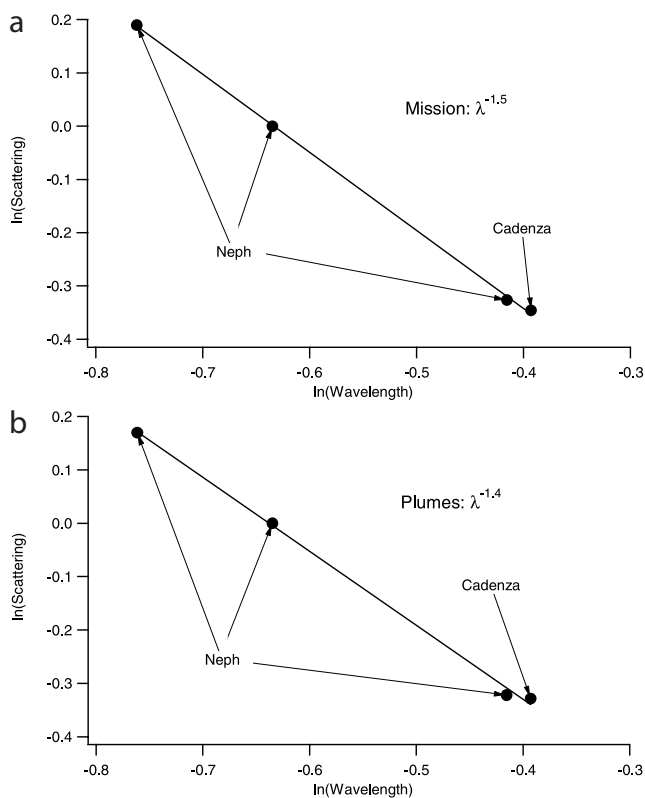 a
0.2
0.1
0.0
-0.1
-0.2
-0.3
-0.4
ln(Scattering)
Mission: λ^-1.5
Cadenza
Neph
-0.8 -0.7 -0.6 -0.5 -0.4 -0.3
ln(Wavelength)
b
0.2
0.1
0.0
-0.1
-0.2
-0.3
-0.4
ln(Scattering)
Plumes: λ^-1.4
Cadenza
Neph
-0.8 -0.7 -0.6 -0.5 -0.4 -0.3
ln(Wavelength)